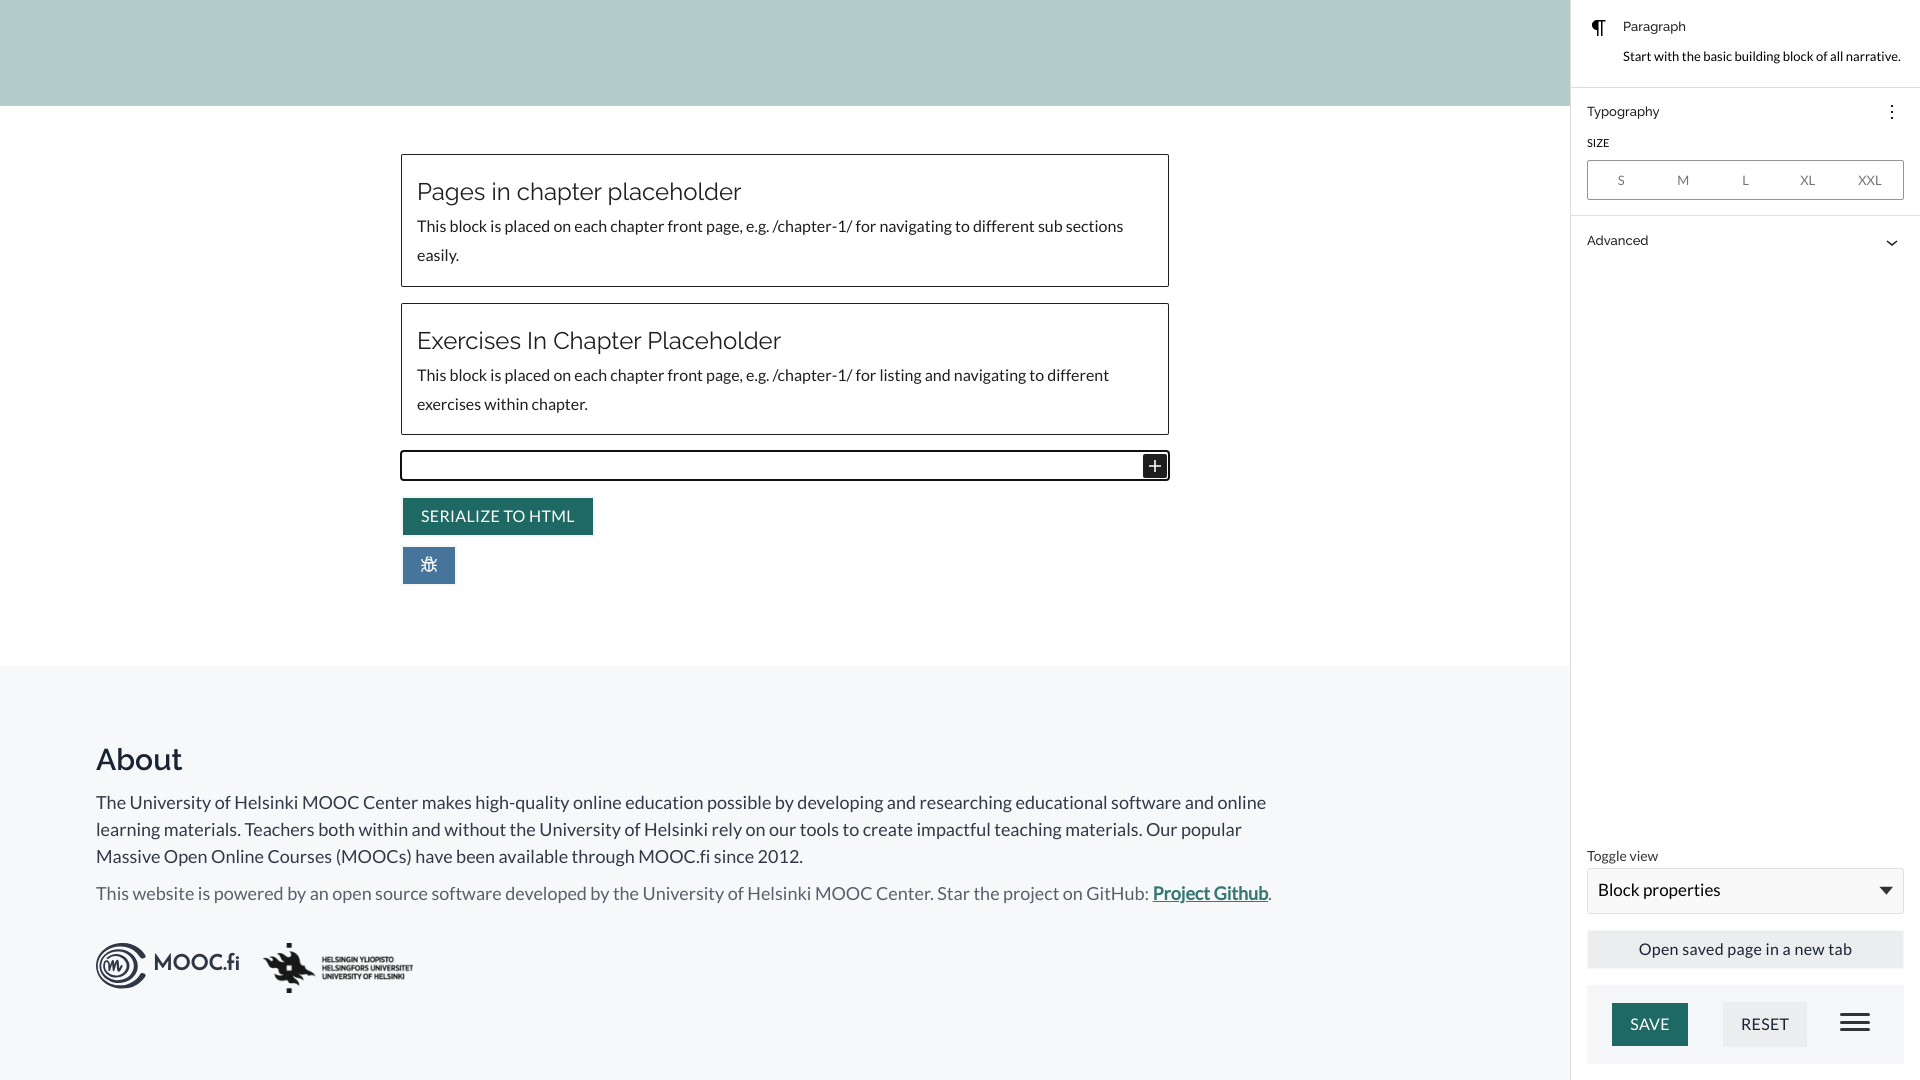 Pages in chapter placeholder
This block is placed on each chapter front page, e.g. /chapter-1/ for navigating to different sub sections
easily.
Exercises In Chapter Placeholder
This block is placed on each chapter front page, e.g. /chapter-1/ for listing and navigating to different
exercises within chapter.
SERIALIZE TO HTML
About
The University of Helsinki MOOC Center makes high-quality online education possible by developing and researching educational software and online
learning materials. Teachers both within and without the University of Helsinki rely on our tools to create impactful teaching materials. Our popular
Massive Open Online Courses (MOOCs) have been available through MOOC.fi since 2012.
This website is powered by an open source software developed by the University of Helsinki MOOC Center. Star the project on GitHub: Project Github.
MOOC.fi
HELSINGIN YLIOPISTO
HELSINGFORS UNIVERSITET
UNIVERSITY OF HELSINKI
Paragraph
Start with the basic building block of all narrative.
Typography
SIZE
S M L XL XXL
Advanced
Toggle view
Block properties
Open saved page in a new tab
SAVE RESET